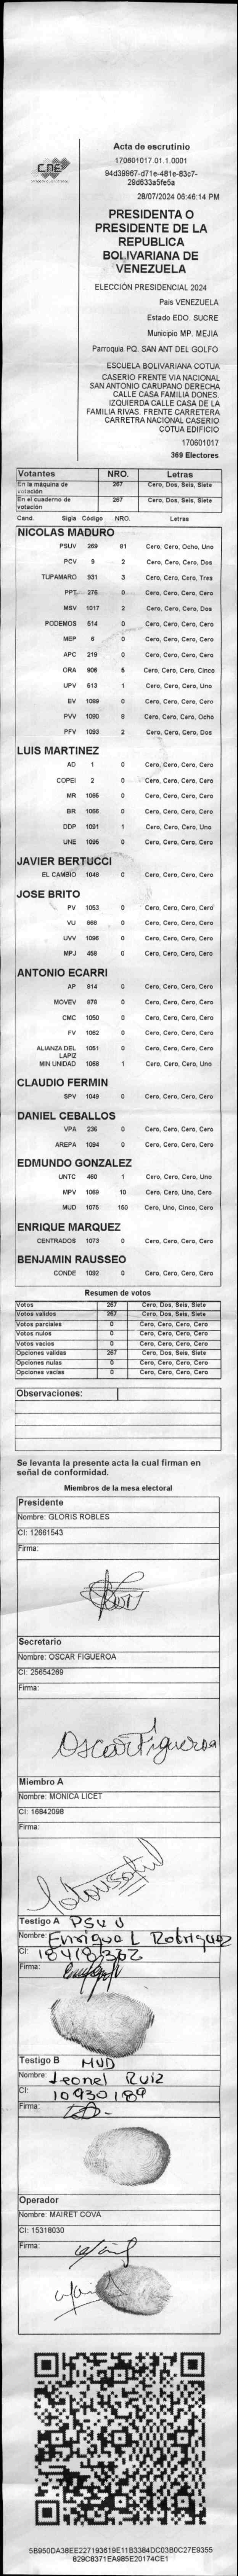 CNE
Acta de escrutinio
170601017.01.1.0001
94d39967-d71e-481e-83c7-
29d633a5fe5a
28/07/2024 06:46:14 PM
PRESIDENTA O
PRESIDENTE DE LA
REPUBLICA
BOLIVARIANA DE
VENEZUELA
ELECCIÓN PRESIDENCIAL 2024
País VENEZUELA
Estado EDO. SUCRE
Municipio MP. MEJIA
Parroquia PQ. SAN ANT DEL GOLFO
ESCUELA BOLIVARIANA COTUA
CASERIO FRENTE VIA NACIONAL
SAN ANTONIO CARUPANO DERECHA
CALLE CASA FAMILIA DONES.
IZQUIERDA CALLE CASA DE LA
FAMILIA RIVAS. FRENTE CARRETERA
CARRETRA NACIONAL CASERIO
COTUA EDIFICIO
170601017
369 Electores
Votantes NRO. Letras
En la máquina de votación 267 Cero, Dos, Seis, Siete
En el cuaderno de votación 267 Cero, Dos, Seis, Siete
Cand. Sigla Código NRO. Letras
NICOLAS MADURO
PSUV 269 81 Cero, Cero, Ocho, Uno
PCV 9 2 Cero, Cero, Cero, Dos
TUPAMARO 931 3 Cero, Cero, Cero, Tres
PPT 276 0 Cero, Cero, Cero, Cero
MSV 1017 2 Cero, Cero, Cero, Dos
PODEMOS 514 0 Cero, Cero, Cero, Cero
MEP 6 0 Cero, Cero, Cero, Cero
APC 219 0 Cero, Cero, Cero, Cero
ORA 906 5 Cero, Cero, Cero, Cinco
UPV 613 1 Cero, Cero, Cero, Uno
EV 1089 0 Cero, Cero, Cero, Cero
PVV 1090 8 Cero, Cero, Cero, Ocho
PFV 1093 2 Cero, Cero, Cero, Dos
LUIS MARTINEZ
AD 1 0 Cero, Cero, Cero, Cero
COPEI 2 0 Cero, Cero, Cero, Cero
MR 1065 0 Cero, Cero, Cero, Cero
BR 1066 0 Cero, Cero, Cero, Cero
DDP 1091 1 Cero, Cero, Cero, Uno
UNE 1095 0 Cero, Cero, Cero, Cero
JAVIER BERTUCCI
EL CAMBIO 1048 0 Cero, Cero, Cero, Cero
JOSE BRITO
PV 1053 0 Cero, Cero, Cero, Cero
VU 868 0 Cero, Cero, Cero, Cero
UVV 1096 0 Cero, Cero, Cero, Cero
MPJ 458 0 Cero, Cero, Cero, Cero
ANTONIO ECARRI
AP 814 0 Cero, Cero, Cero, Cero
MOVEV 878 0 Cero, Cero, Cero, Cero
CMC 1050 0 Cero, Cero, Cero, Cero
FV 1062 0 Cero, Cero, Cero, Cero
ALIANZA DEL LAPIZ 1051 0 Cero, Cero, Cero, Cero
MIN UNIDAD 1068 1 Cero, Cero, Cero, Uno
CLAUDIO FERMIN
SPV 1049 0 Cero, Cero, Cero, Cero
DANIEL CEBALLOS
VPA 236 0 Cero, Cero, Cero, Cero
AREPA 1094 0 Cero, Cero, Cero, Cero
EDMUNDO GONZALEZ
UNTC 460 1 Cero, Cero, Cero, Uno
MPV 1069 10 Cero, Cero, Uno, Cero
MUD 1075 150 Cero, Uno, Cinco, Cero
ENRIQUE MARQUEZ
CENTRADOS 1073 0 Cero, Cero, Cero, Cero
BENJAMIN RAUSSEO
CONDE 1092 0 Cero, Cero, Cero, Cero
Resumen de votos
Votos 267 Cero, Dos, Seis, Siete
Votos validos 267 Cero, Dos, Seis, Siete
Votos parciales 0 Cero, Cero, Cero, Cero
Votos nulos 0 Cero, Cero, Cero, Cero
Votos vacios 0 Cero, Cero, Cero, Cero
Opciones validas 267 Cero, Dos, Seis, Siete
Opciones nulas 0 Cero, Cero, Cero, Cero
Opciones vacias 0 Cero, Cero, Cero, Cero
Observaciones:
Se levanta la presente acta la cual firman en
señal de conformidad.
Miembros de la mesa electoral
Presidente
Nombre: GLORIS ROBLES
CI: 12661543
Firma:
Secretario
Nombre: OSCAR FIGUEROA
CI: 25654269
Firma:
Oscar Figueroa
Miembro A
Nombre: MONICA LICET
CI: 16842098
Firma:
Testigo A PSUV
Nombre: Enrique L Rodriguez
CI: 18418362
Firma:
Testigo B MUD
Nombre: Leonel Ruiz
CI: 10930189
Firma:
Operador
Nombre: MAIRET COVA
CI: 15318030
Firma:
5B950DA38EE227193619E11B3384DC03B0C27E9355
829C8371EA985E20174CE1